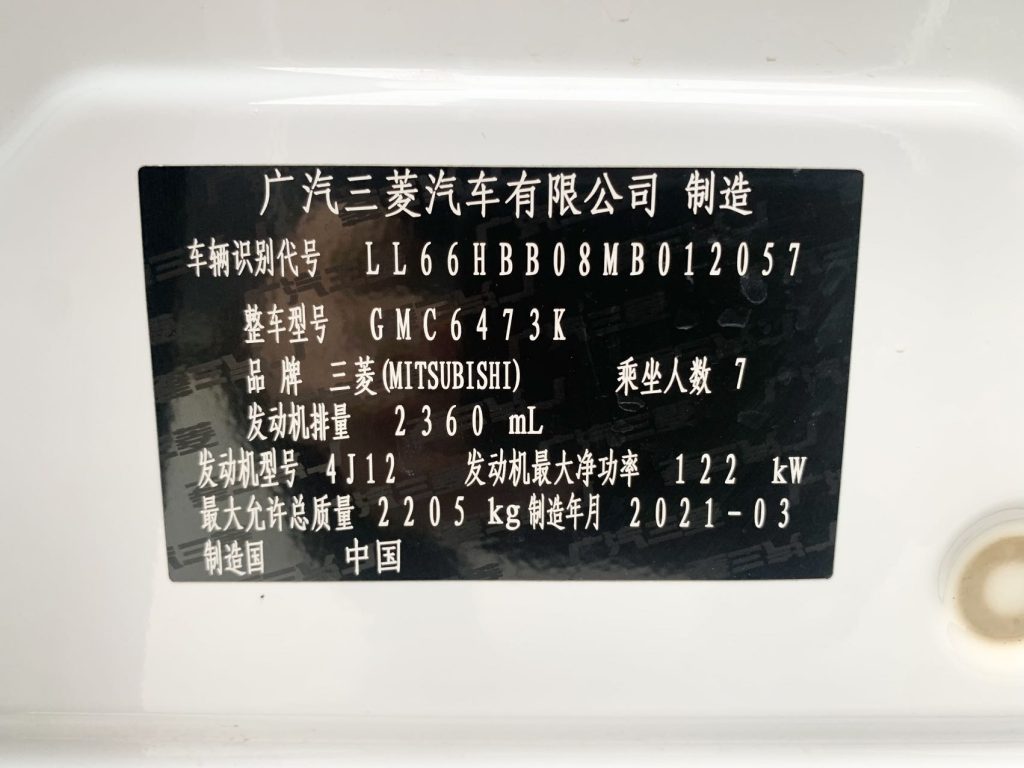 广汽三菱汽车有限公司 制造
车辆识别代号 LL66HBB08MB012057
整车型号 GMC6473K
品牌 三菱(MITSUBISHI) 乘坐人数 7
发动机排量 2360 mL
发动机型号 4J12 发动机最大净功率 122 kW
最大允许总质量 2205 kg 制造年月 2021-03
制造国 中国